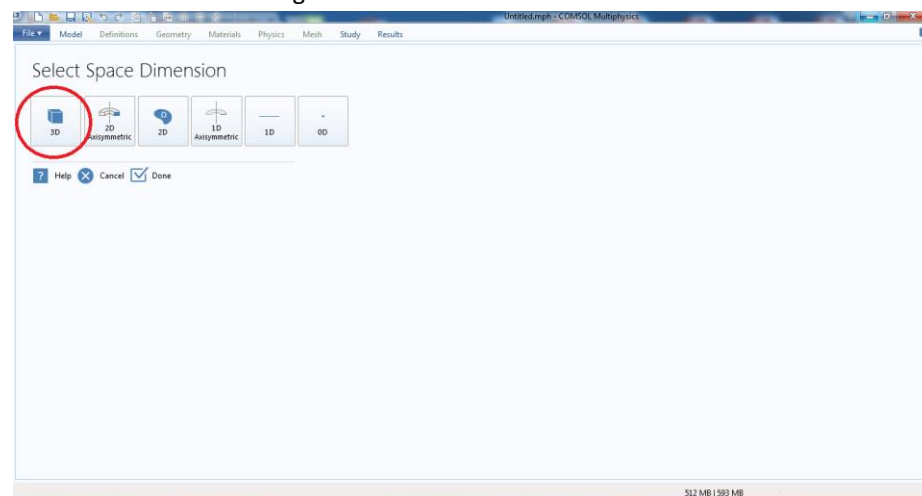 Untitled.mph - COMSOL Multiphysics
File Model Definitions Geometry Materials Physics Mesh Study Results
Select Space Dimension
3D
2D Axisymmetric
2D
1D Axisymmetric
1D
0D
? Help Cancel Done
512 MB | 593 MB